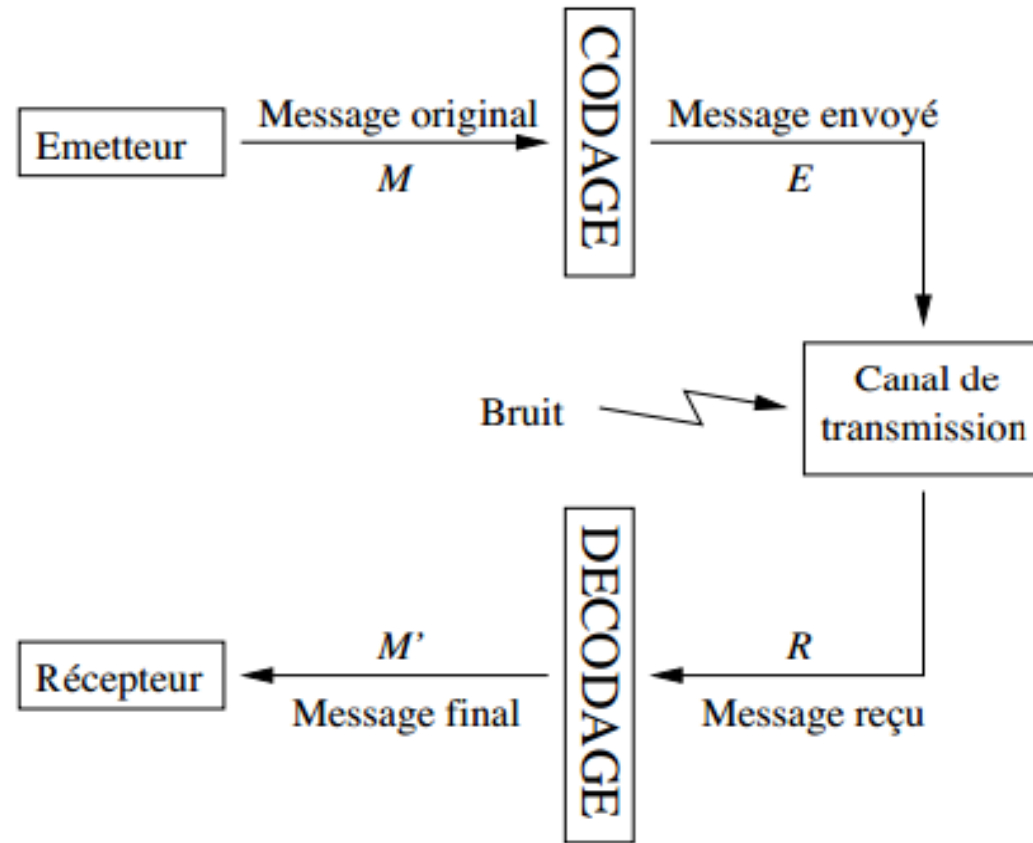 CODAGE
Message original
Message envoyé
Emetteur
M
E
Canal de
transmission
Bruit
DECODAGE
M’
R
Récepteur
Message final
Message reçu